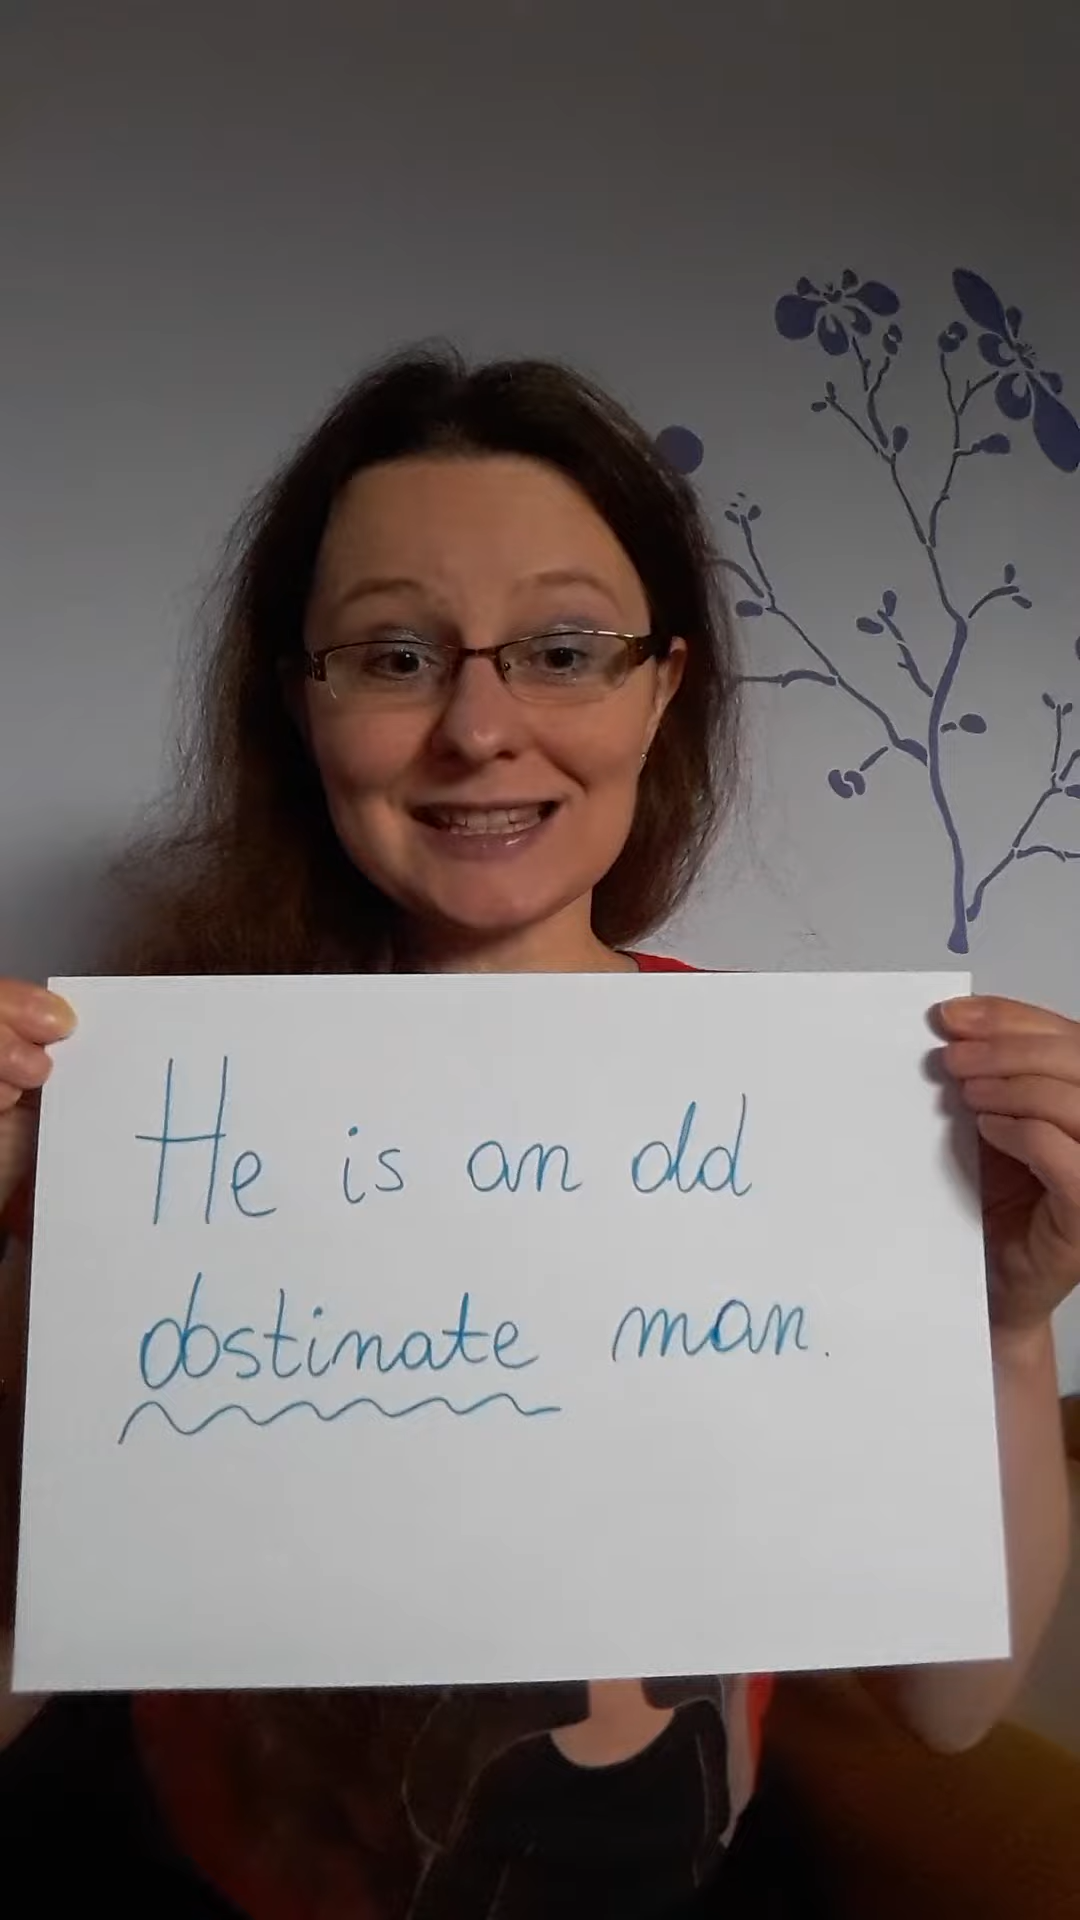 He is an old
obstinate man.